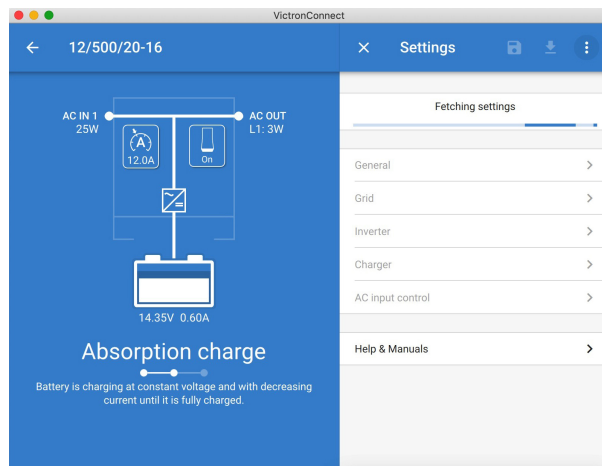 VictronConnect
12/500/20-16
AC IN 1
25W
AC OUT
L1: 3W
A
12.0A
On
14.35V 0.60A
Absorption charge
Battery is charging at constant voltage and with decreasing
current until it is fully charged.
Settings
Fetching settings
General
Grid
Inverter
Charger
AC input control
Help & Manuals